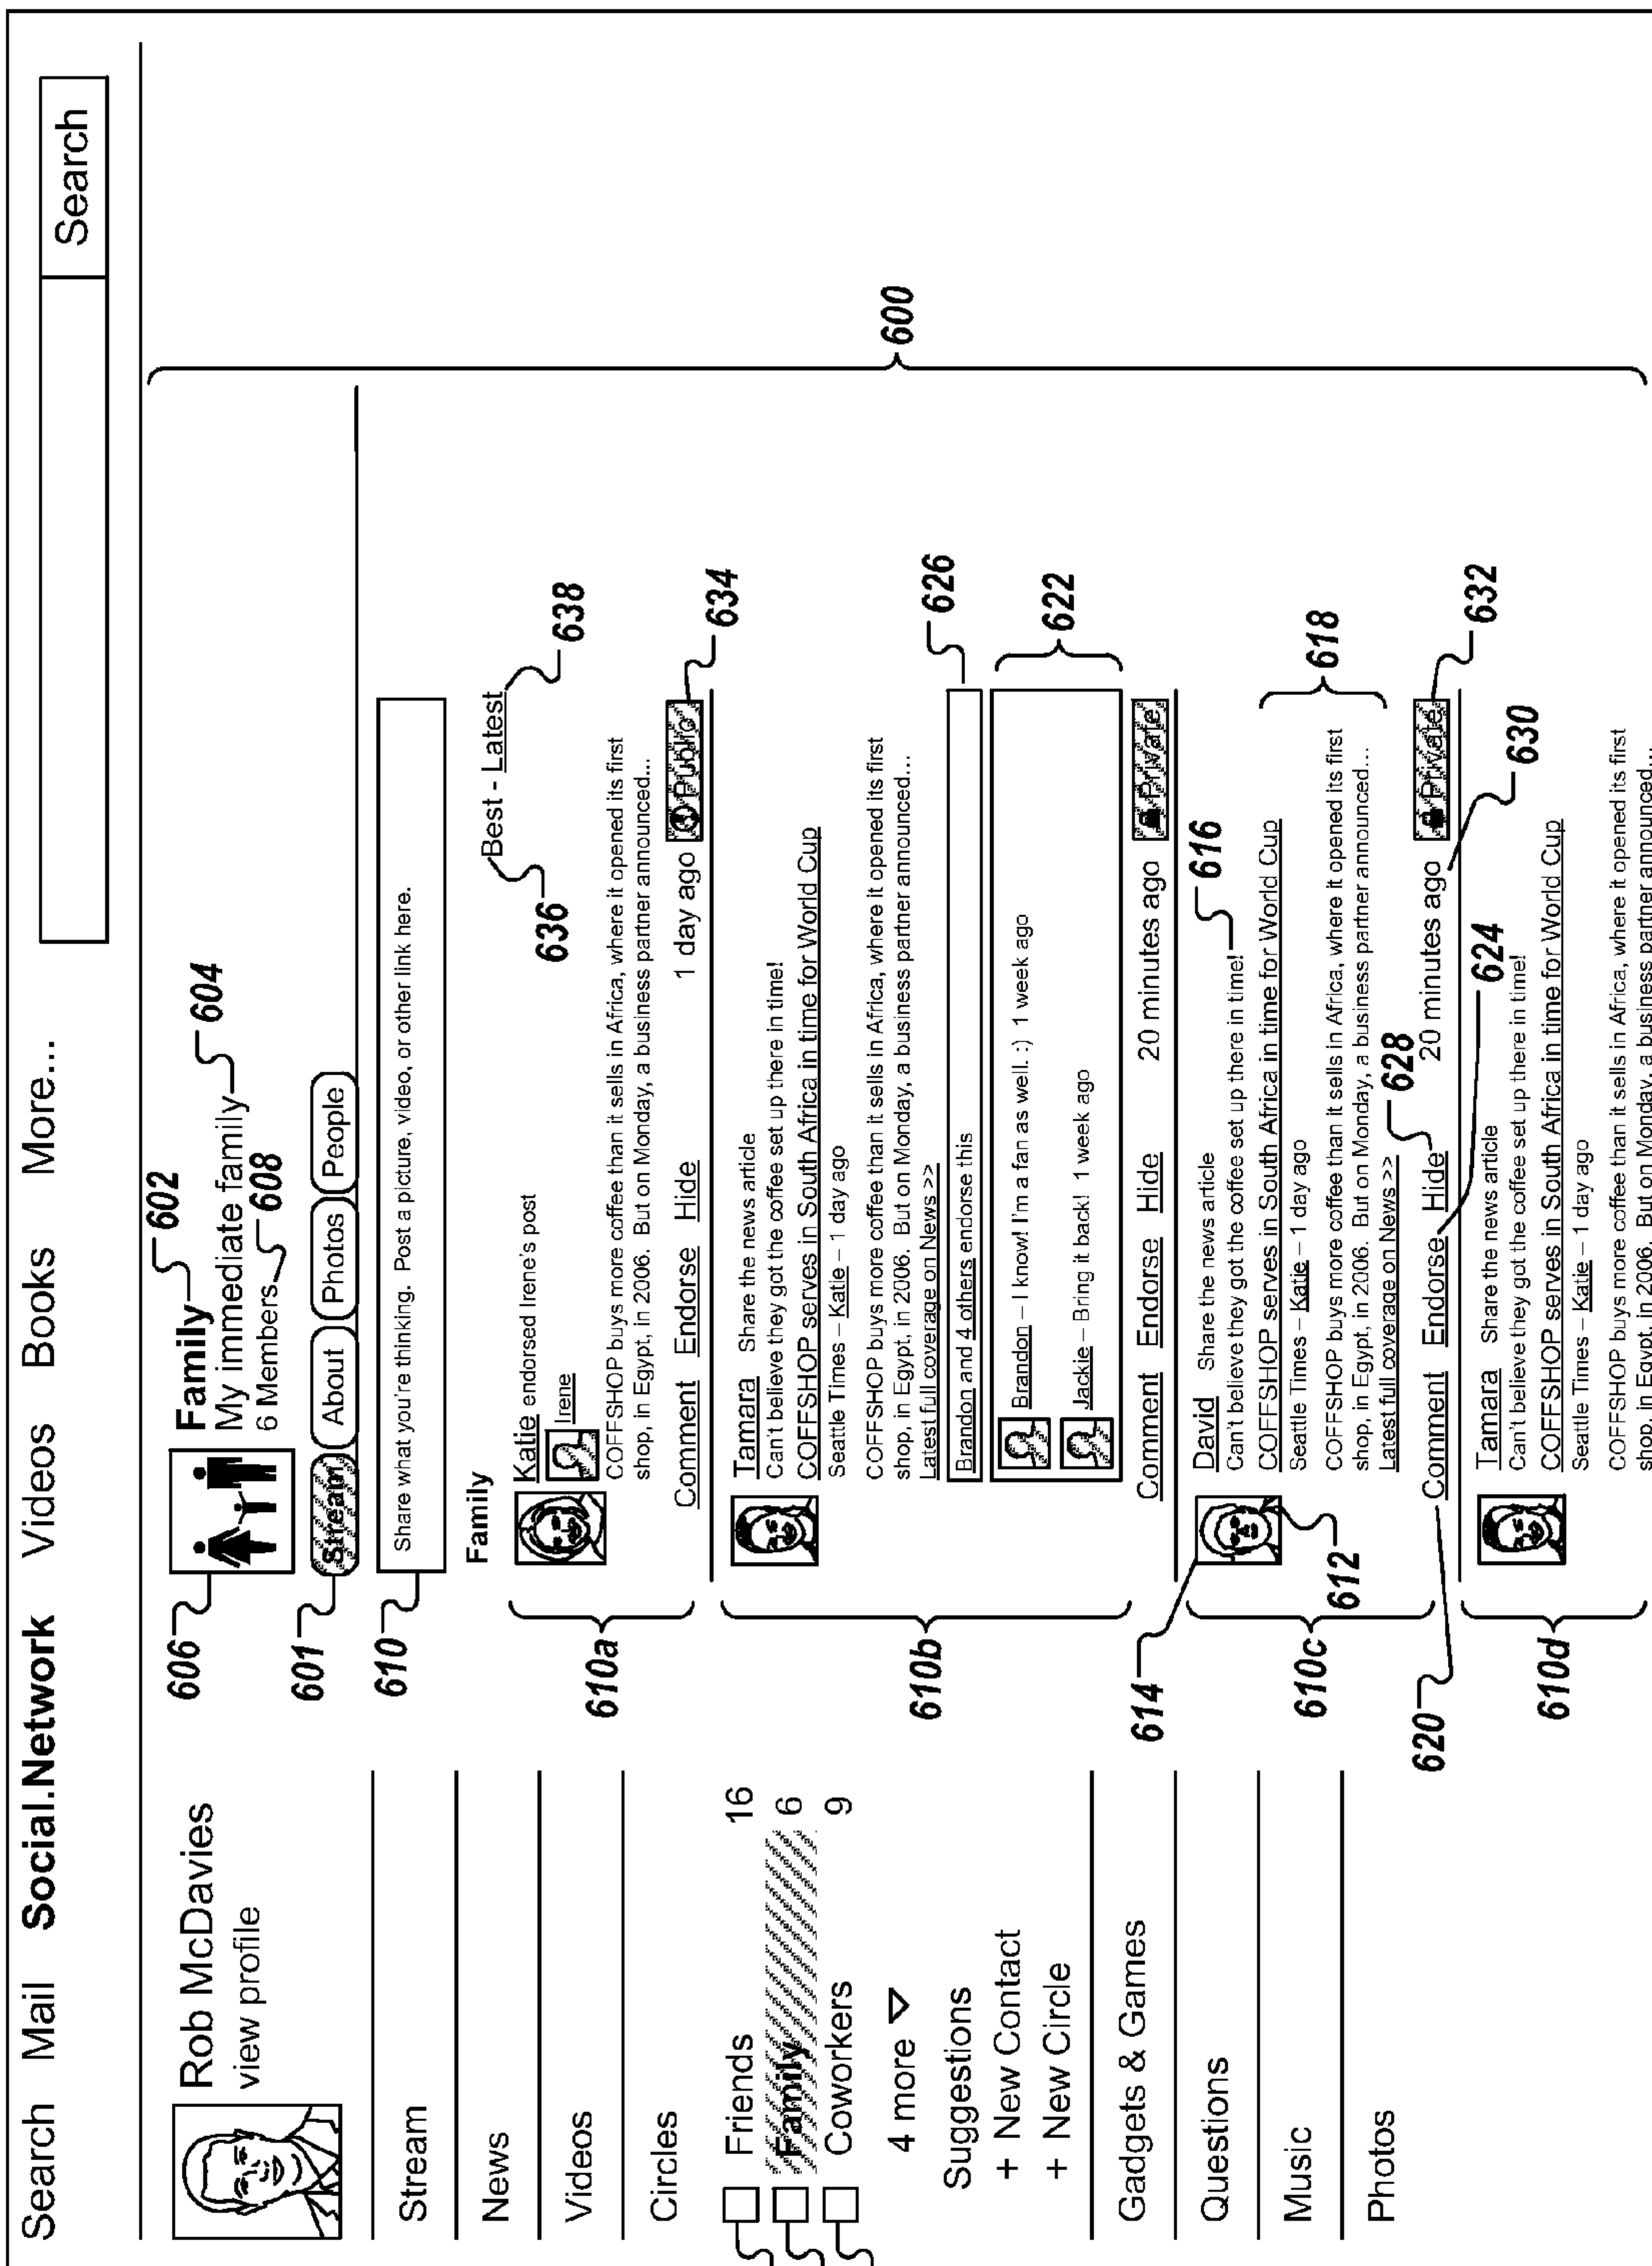 Search Mail Social.Network Videos Books More...
Search
Rob McDavies
view profile
Stream
News
Videos
Circles
Friends 16
Family 6
Coworkers 9
4 more
Suggestions
+ New Contact
+ New Circle
Gadgets & Games
Questions
Music
Photos
606
Family 602
My immediate family 604
6 Members 608
601
Stream About Photos People
610
Share what you're thinking. Post a picture, video, or other link here.
Family
Best - Latest
636
638
610a
Katie endorsed Irene's post
Irene
COFFSHOP buys more coffee than it sells in Africa, where it opened its first
shop, in Egypt, in 2006. But on Monday, a business partner announced...
Comment Endorse Hide 1 day ago Public
634
610b
Tamara Share the news article
Can't believe they got the coffee set up there in time!
COFFSHOP serves in South Africa in time for World Cup
Seattle Times – Katie – 1 day ago
COFFSHOP buys more coffee than it sells in Africa, where it opened its first
shop, in Egypt, in 2006. But on Monday, a business partner announced...
Latest full coverage on News >>
Brandon and 4 others endorse this
626
Brandon – I know! I'm a fan as well. :) 1 week ago
Jackie – Bring it back! 1 week ago
622
Comment Endorse Hide 20 minutes ago Private
600
614
610c
612
David Share the news article
616
Can't believe they got the coffee set up there in time!
COFFSHOP serves in South Africa in time for World Cup
Seattle Times – Katie – 1 day ago
COFFSHOP buys more coffee than it sells in Africa, where it opened its first
shop, in Egypt, in 2006. But on Monday, a business partner announced...
618
Latest full coverage on News >>
628
620
Comment Endorse Hide 20 minutes ago Private
632
624
630
610d
Tamara Share the news article
Can't believe they got the coffee set up there in time!
COFFSHOP serves in South Africa in time for World Cup
Seattle Times – Katie – 1 day ago
COFFSHOP buys more coffee than it sells in Africa, where it opened its first
shop, in Egypt, in 2006. But on Monday, a business partner announced...